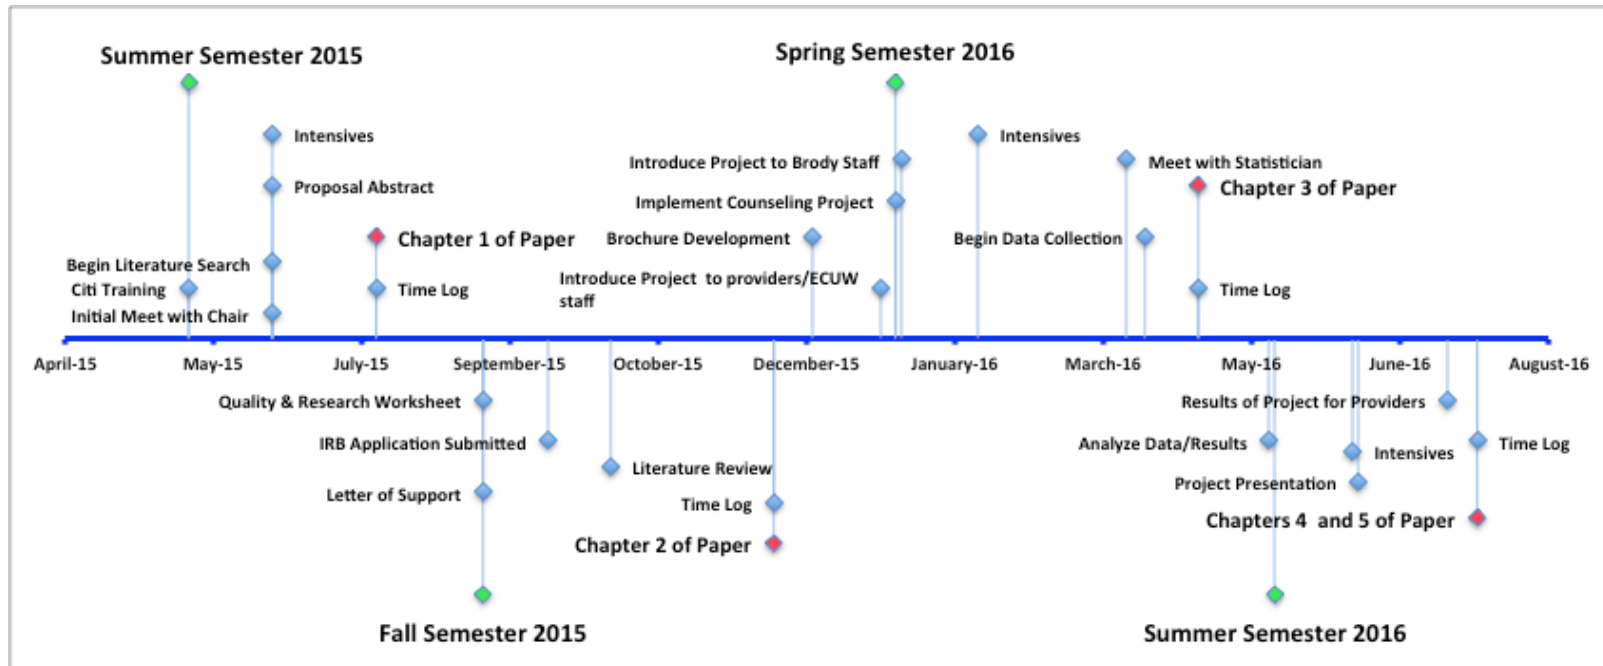 Summer Semester 2015
Spring Semester 2016
Intensives
Intensives
Introduce Project to Brody Staff
Meet with Statistician
Proposal Abstract
Chapter 3 of Paper
Implement Counseling Project
Chapter 1 of Paper
Brochure Development
Begin Data Collection
Begin Literature Search
Introduce Project to providers/ECUW
staff
Citi Training
Time Log
Time Log
Initial Meet with Chair
April-15
May-15
July-15
September-15
October-15
December-15
January-16
March-16
May-16
June-16
August-16
Quality & Research Worksheet
Results of Project for Providers
IRB Application Submitted
Analyze Data/Results
Time Log
Intensives
Literature Review
Project Presentation
Letter of Support
Time Log
Chapters 4 and 5 of Paper
Chapter 2 of Paper
Fall Semester 2015
Summer Semester 2016